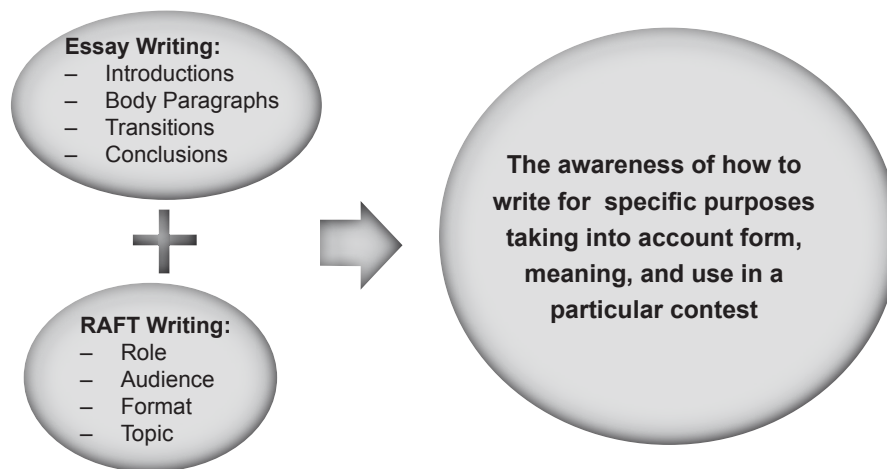 Essay Writing:
– Introductions
– Body Paragraphs
– Transitions
– Conclusions
RAFT Writing:
– Role
– Audience
– Format
– Topic
The awareness of how to
write for specific purposes
taking into account form,
meaning, and use in a
particular contest